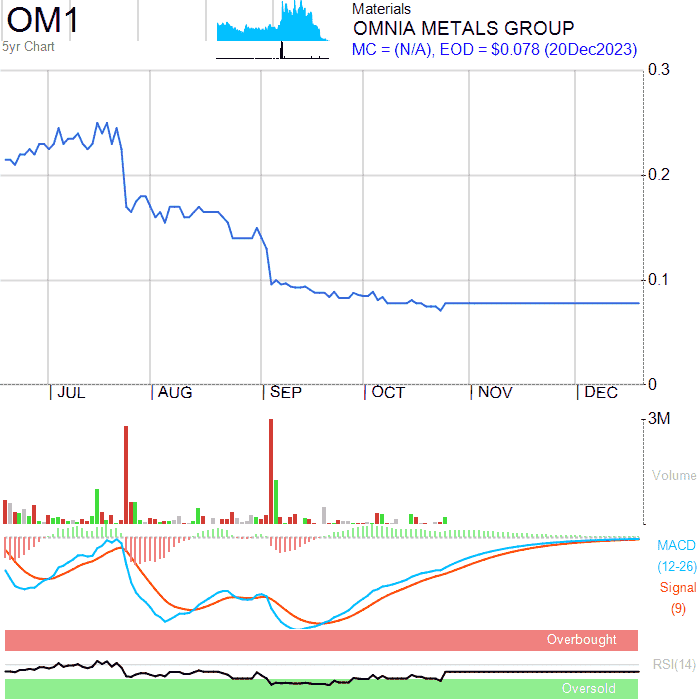 OM1
5yr Chart
Materials
OMNIA METALS GROUP
MC = (N/A), EOD = $0.078 (20Dec2023)
0.3
0.2
0.1
0
JUL AUG SEP OCT NOV DEC
3M
Volume
MACD
(12-26)
Signal
(9)
Overbought
RSI(14)
Oversold